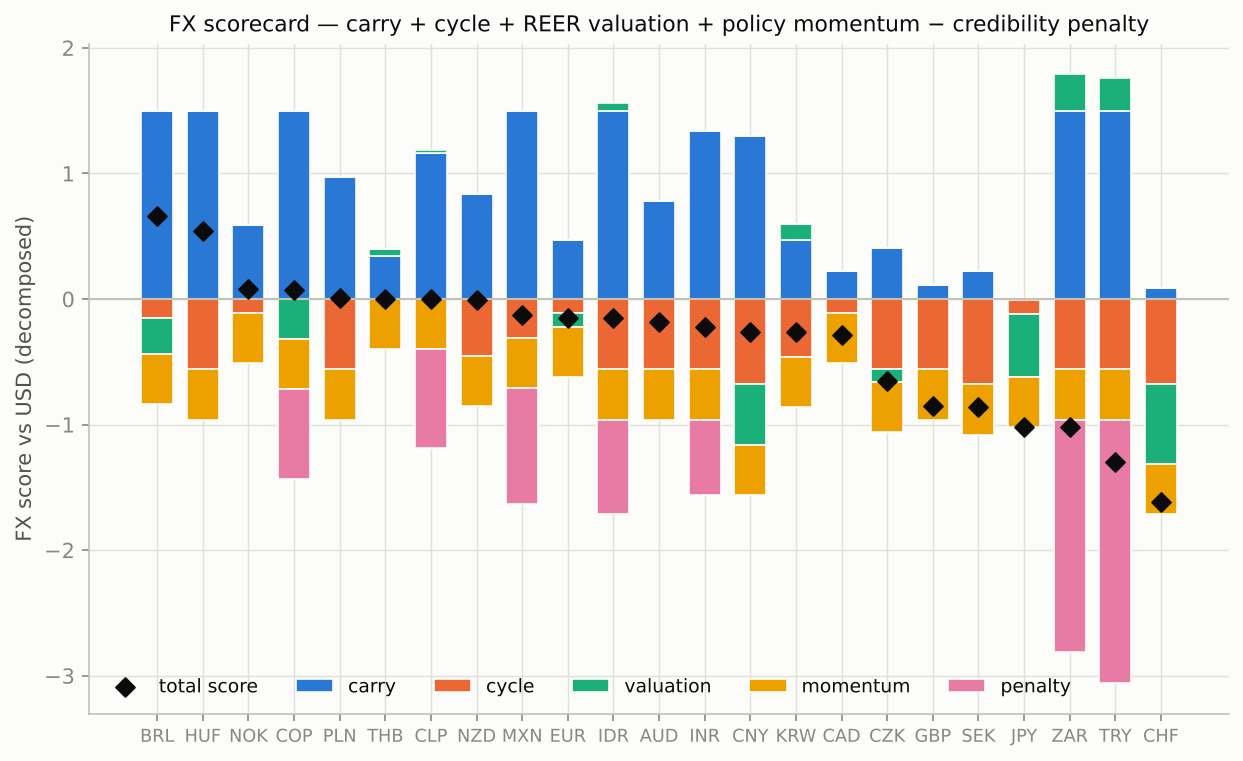 FX scorecard — carry + cycle + REER valuation + policy momentum − credibility penalty
FX score vs USD (decomposed)
2
1
0
−1
−2
−3
total score carry cycle valuation momentum penalty
BRL HUF NOK COP PLN THB CLP NZD MXN EUR IDR AUD INR CNY KRW CAD CZK GBP SEK JPY ZAR TRY CHF